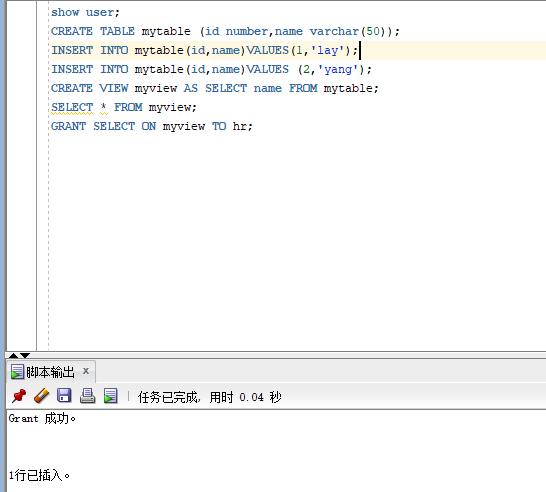 show user;
CREATE TABLE mytable (id number,name varchar(50));
INSERT INTO mytable(id,name)VALUES(1,'lay');
INSERT INTO mytable(id,name)VALUES (2,'yang');
CREATE VIEW myview AS SELECT name FROM mytable;
SELECT * FROM myview;
GRANT SELECT ON myview TO hr;
脚本输出 x
任务已完成, 用时 0.04 秒
Grant 成功。
1行已插入。